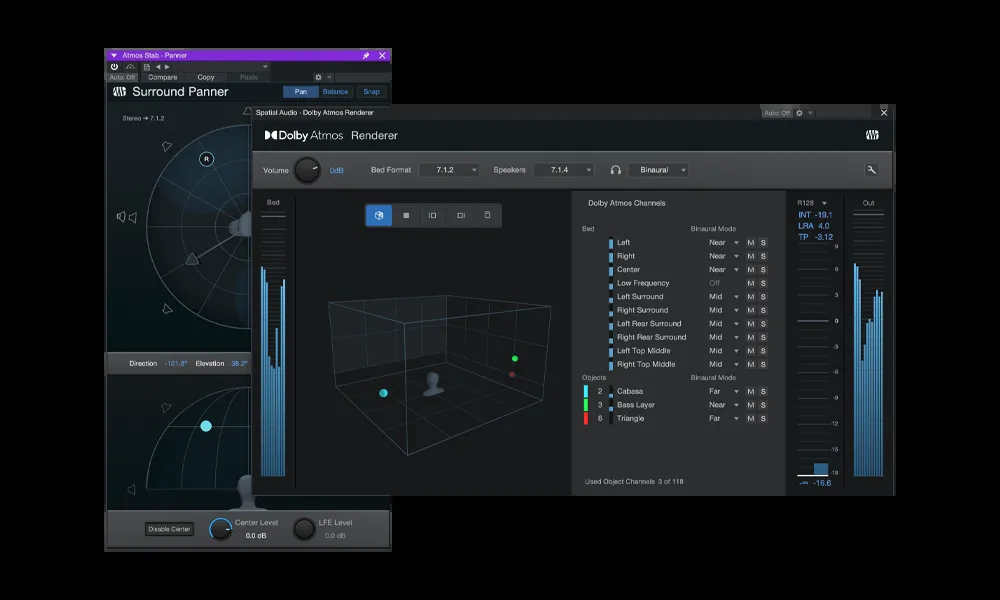 Atmos Stab - Panner
Auto: Off Compare Copy Paste
Surround Panner Pan Balance Snap
Stereo → 7.1.2
R
Direction -121.8° Elevation 38.2°
Disable Center Center Level 0.0 dB LFE Level 0.0 dB
Spatial Audio - Dolby Atmos Renderer Auto: Off
Dolby Atmos Renderer
Volume 0dB Bed Format 7.1.2 Speakers 7.1.4 Binaural
Bed
Dolby Atmos Channels
Bed Binaural Mode
Left Near M S
Right Near M S
Center Near M S
Low Frequency Off M S
Left Surround Mid M S
Right Surround Mid M S
Left Rear Surround Mid M S
Right Rear Surround Mid M S
Left Top Middle Mid M S
Right Top Middle Mid M S
Objects Binaural Mode
2 Cabasa Far M S
3 Bass Layer Near M S
6 Triangle Far M S
Used Object Channels 3 of 118
R128
INT -19.1
LRA 4.0
TP -3.12
9
6
3
0
-3
-6
-9
-12
-15
-18
-∞ -16.6
Out